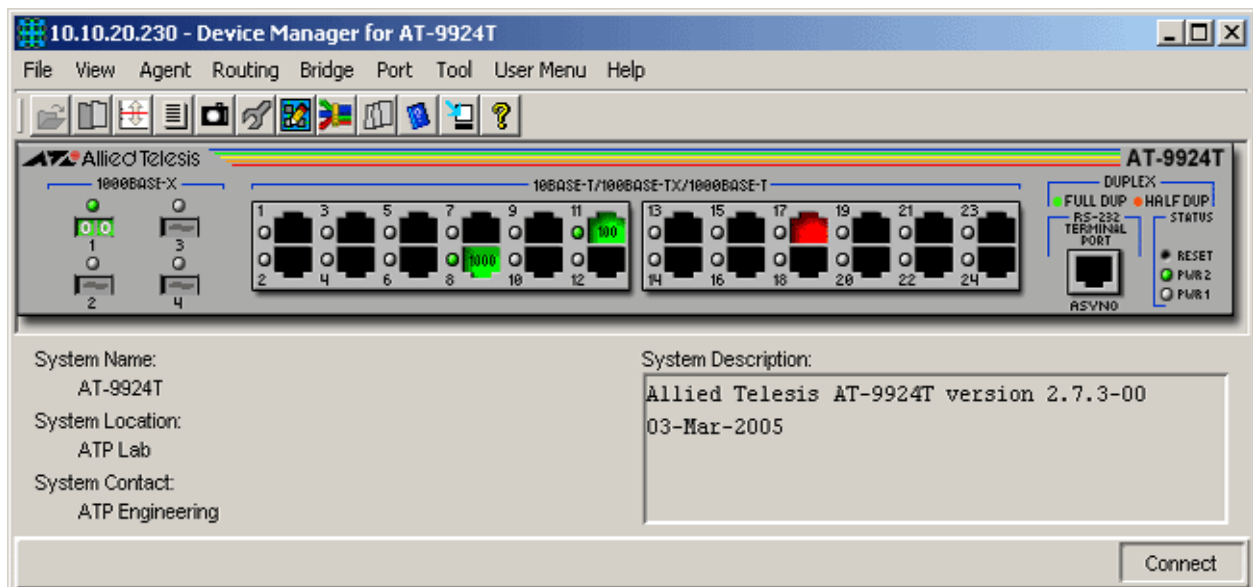 10.10.20.230 - Device Manager for AT-9924T
File View Agent Routing Bridge Port Tool User Menu Help
Allied Telesis
AT-9924T
1000BASE-X
10BASE-T/100BASE-TX/1000BASE-T
DUPLEX
FULL DUP HALF DUP
1 3
2 4
1 3 5 7 9 11 13 15 17 19 21 23
100
1000
2 4 6 8 10 12 14 16 18 20 22 24
RS-232
TERMINAL
PORT
ASYN0
STATUS
RESET
PWR2
PWR1
System Name:
AT-9924T
System Location:
ATP Lab
System Contact:
ATP Engineering
System Description:
Allied Telesis AT-9924T version 2.7.3-00
03-Mar-2005
Connect